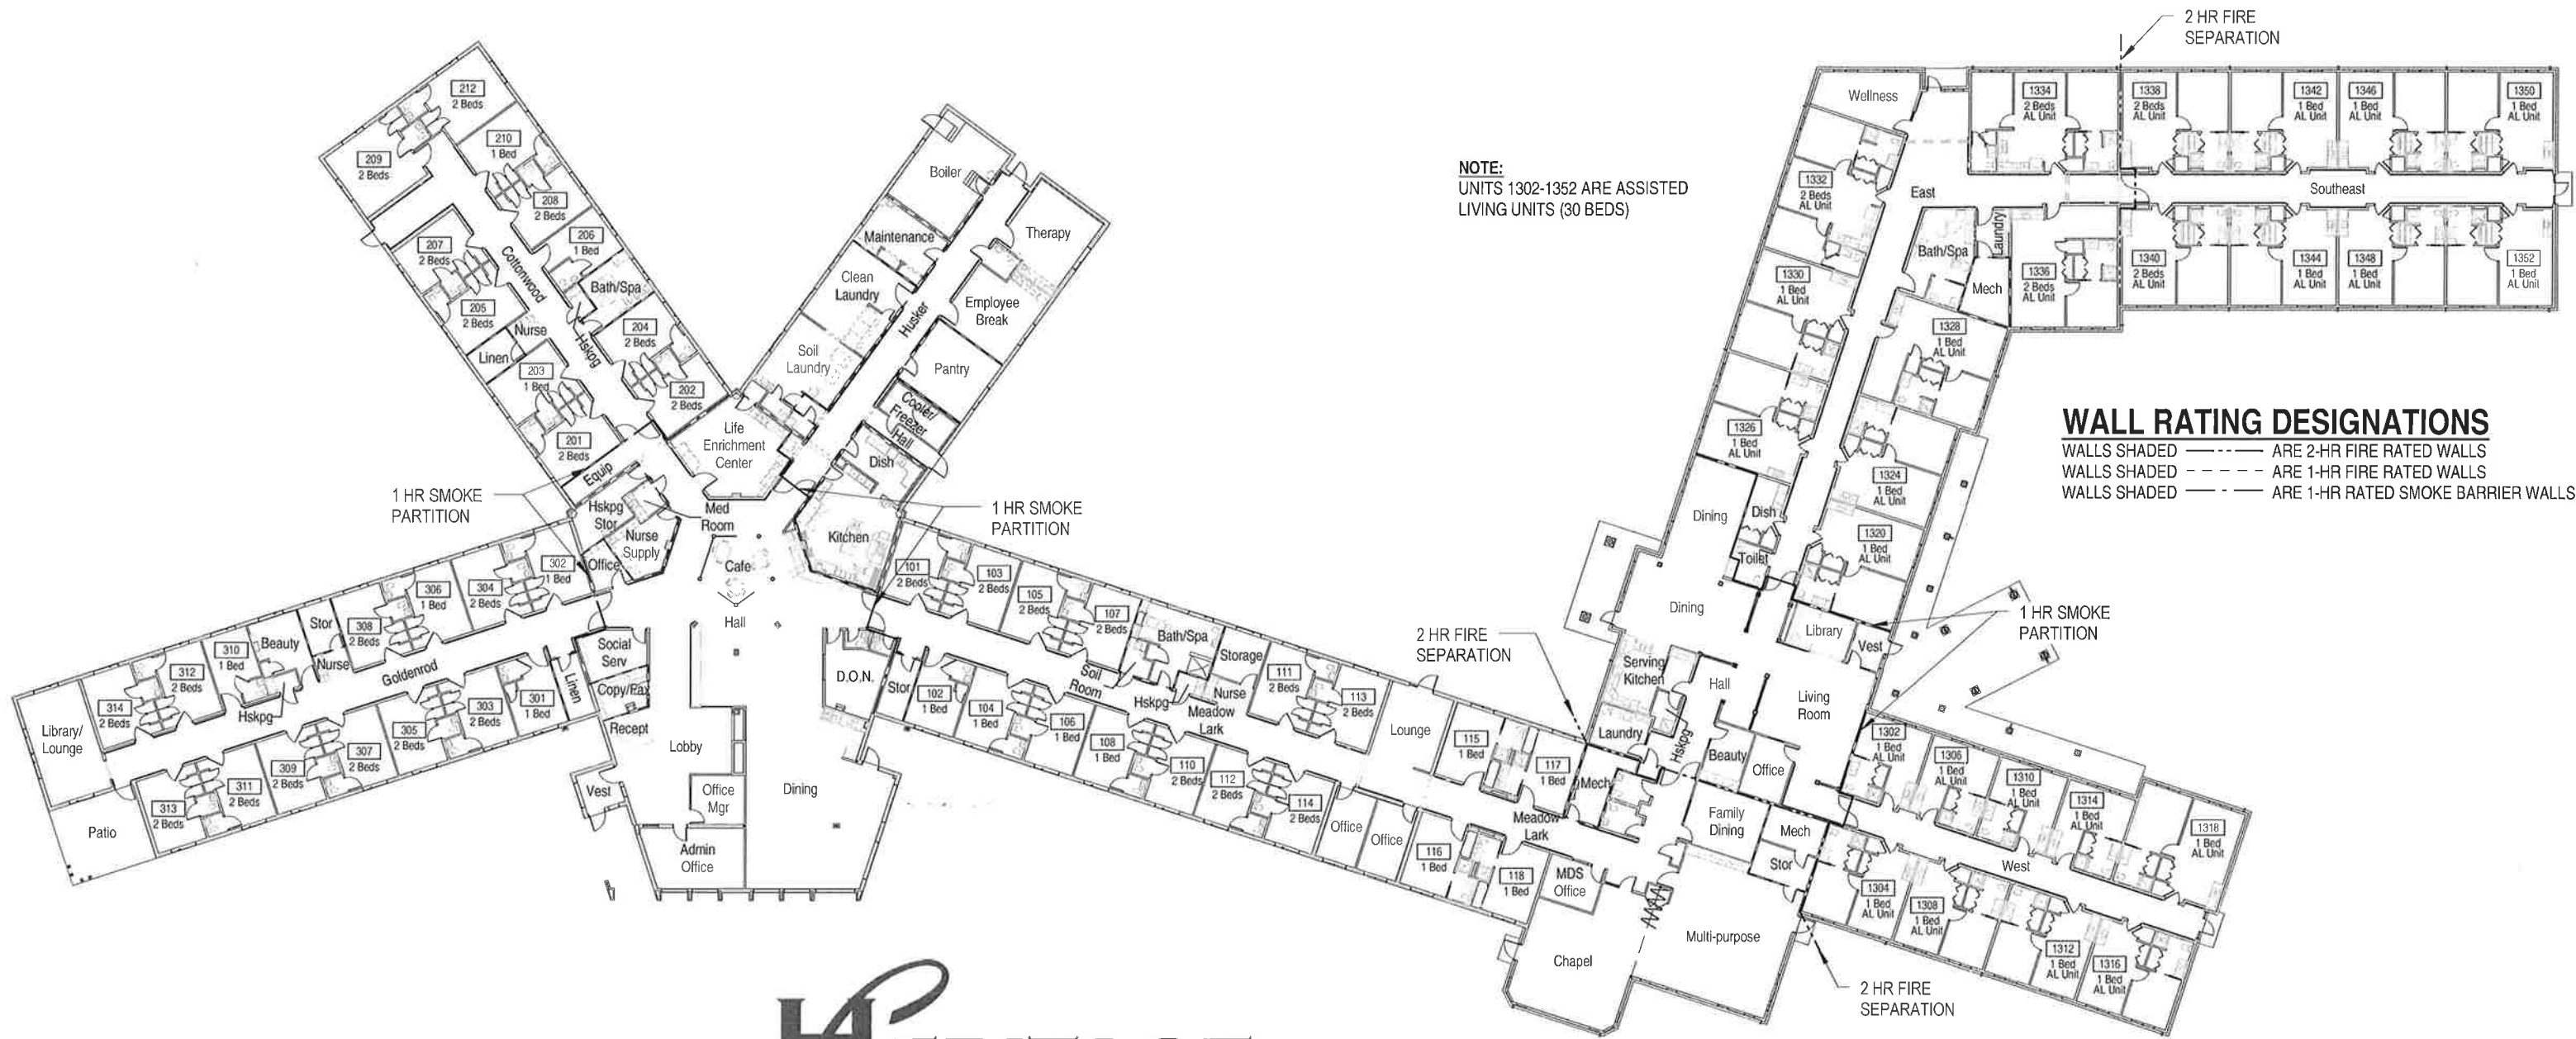 2 HR FIRE
SEPARATION
NOTE:
UNITS 1302-1352 ARE ASSISTED
LIVING UNITS (30 BEDS)
WALL RATING DESIGNATIONS
WALLS SHADED ARE 2-HR FIRE RATED WALLS
WALLS SHADED ARE 1-HR FIRE RATED WALLS
WALLS SHADED ARE 1-HR RATED SMOKE BARRIER WALLS
212
2 Beds
209
2 Beds
210
1 Bed
208
2 Beds
207
2 Beds
206
1 Bed
Cottonwood
Bath/Spa
205
2 Beds
Nurse
Linen
Hskpg
204
2 Beds
203
1 Bed
202
2 Beds
201
2 Beds
Equip
1 HR SMOKE
PARTITION
Hskpg
Stor
Med
Room
Nurse
Supply
Office
Life
Enrichment
Center
Boiler
Maintenance
Clean
Laundry
Soil
Laundry
Husker
Therapy
Employee
Break
Pantry
Cooler/
Freezer
Hall
Dish
Kitchen
1 HR SMOKE
PARTITION
Cafe
Hall
302
1 Bed
304
2 Beds
306
1 Bed
308
2 Beds
Stor
Nurse
Beauty
310
1 Bed
312
2 Beds
314
2 Beds
Hskpg
Goldenrod
Library/
Lounge
Patio
313
2 Beds
311
2 Beds
309
2 Beds
307
2 Beds
305
2 Beds
303
2 Beds
301
1 Bed
Linen
Social
Serv
Copy/Fax
Recept
Lobby
Vest
Office
Mgr
Admin
Office
Dining
D.O.N.
Stor
101
2 Beds
103
2 Beds
105
2 Beds
107
2 Beds
Bath/Spa
Storage
Soil
Room
Hskpg
Nurse
Meadow
Lark
111
2 Beds
113
2 Beds
102
1 Bed
104
1 Bed
106
1 Bed
108
1 Bed
110
2 Beds
112
2 Beds
114
2 Beds
Lounge
Office
Office
115
1 Bed
117
1 Bed
116
1 Bed
118
1 Bed
Meadow
Lark
Mech
MDS
Office
Chapel
Multi-purpose
2 HR FIRE
SEPARATION
Wellness
1332
2 Beds
AL Unit
1330
1 Bed
AL Unit
1326
1 Bed
AL Unit
East
Bath/Spa
Laundry
Mech
1334
2 Beds
AL Unit
1336
2 Beds
AL Unit
1338
2 Beds
AL Unit
1342
1 Bed
AL Unit
1346
1 Bed
AL Unit
1350
1 Bed
AL Unit
Southeast
1340
2 Beds
AL Unit
1344
1 Bed
AL Unit
1348
1 Bed
AL Unit
1352
1 Bed
AL Unit
1328
1 Bed
AL Unit
1324
1 Bed
AL Unit
1320
1 Bed
AL Unit
Dining
Dish
Toilet
Dining
Library
Vest
1 HR SMOKE
PARTITION
Serving
Kitchen
Hall
Living
Room
Laundry
Hskpg
Beauty
Office
Family
Dining
Mech
Stor
1302
1 Bed
AL Unit
1306
1 Bed
AL Unit
1310
1 Bed
AL Unit
1314
1 Bed
AL Unit
1318
1 Bed
AL Unit
West
1304
1 Bed
AL Unit
1308
1 Bed
AL Unit
1312
1 Bed
AL Unit
1316
1 Bed
AL Unit
2 HR FIRE
SEPARATION